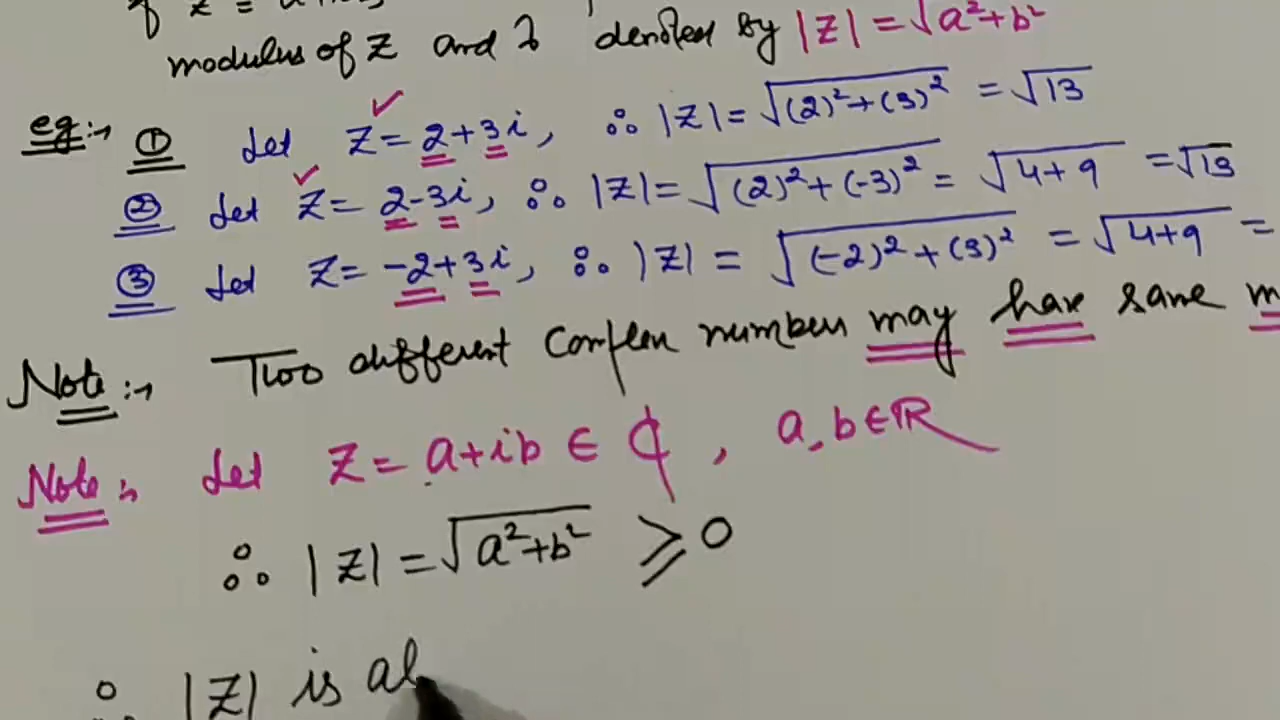 modulus of Z and denoted by |Z| = √a²+b²
eg:- ① Let Z = 2+3i, ∴ |Z| = √(2)²+(3)² = √13
② Let Z = 2-3i, ∴ |Z| = √(2)²+(-3)² = √4+9 = √13
③ Let Z = -2+3i, ∴ |Z| = √(-2)²+(3)² = √4+9 =
Note:- Two different Complex numbers may have same m
Note:- Let Z = a+ib ∈ ℂ, a, b ∈ ℝ
∴ |Z| = √a²+b² ⩾ 0
∴ |Z| is al